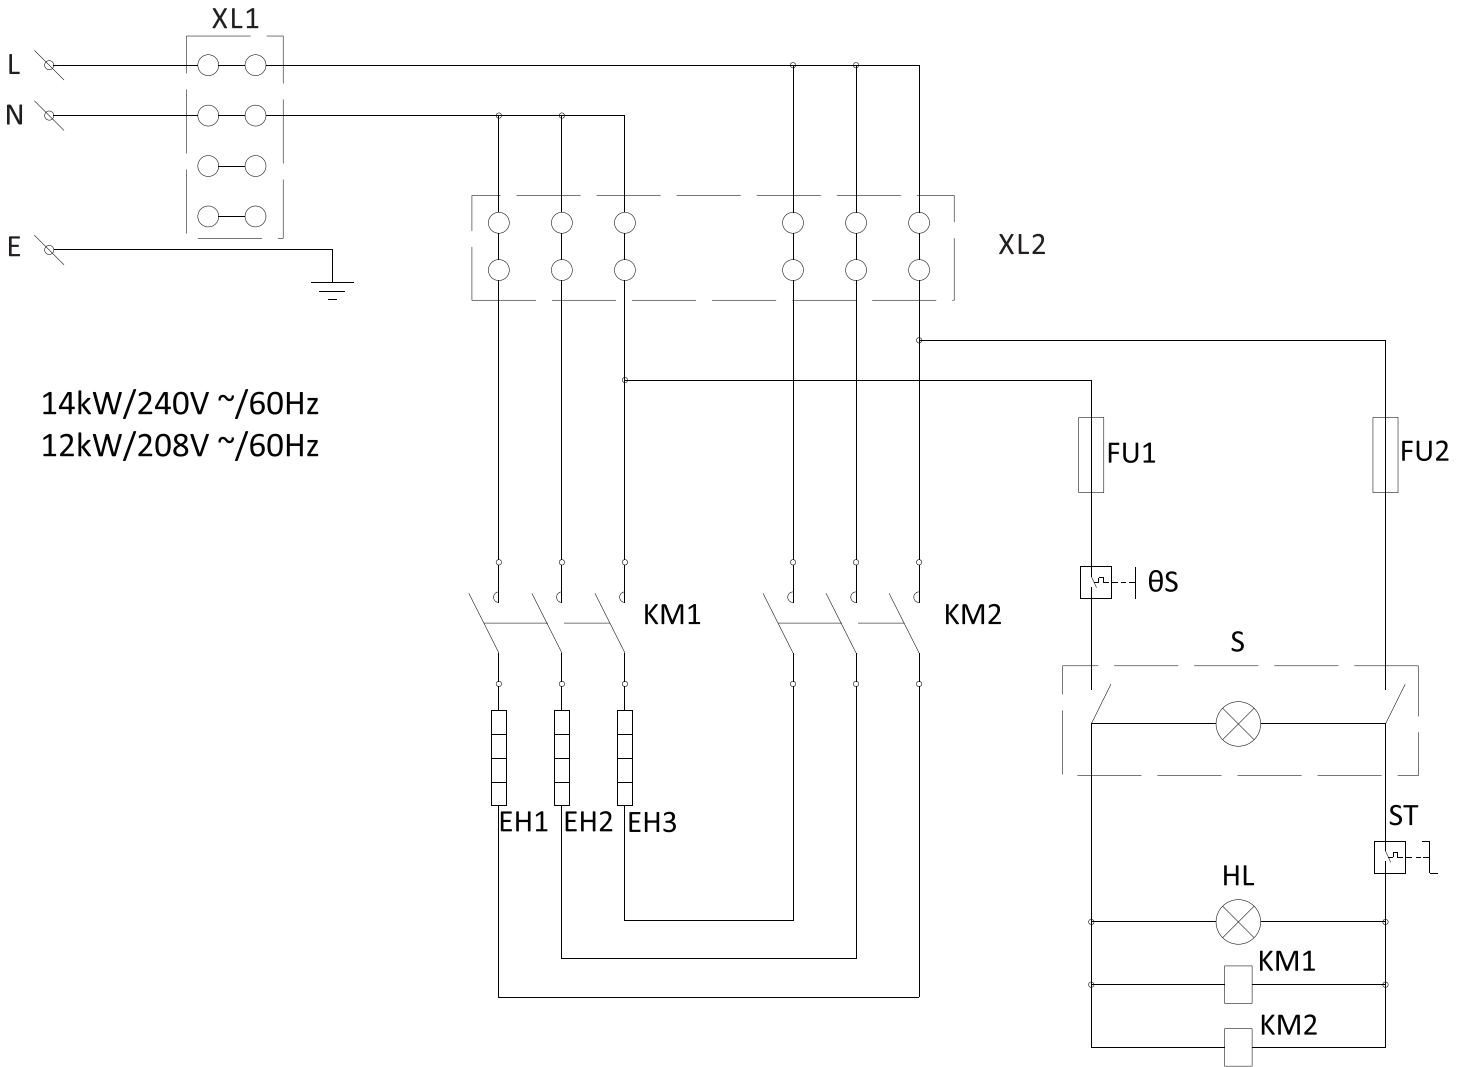 XL1
L
N
E
XL2
14kW/240V ~/60Hz
12kW/208V ~/60Hz
FU1
FU2
θS
KM1
KM2
S
EH1
EH2
EH3
ST
HL
KM1
KM2